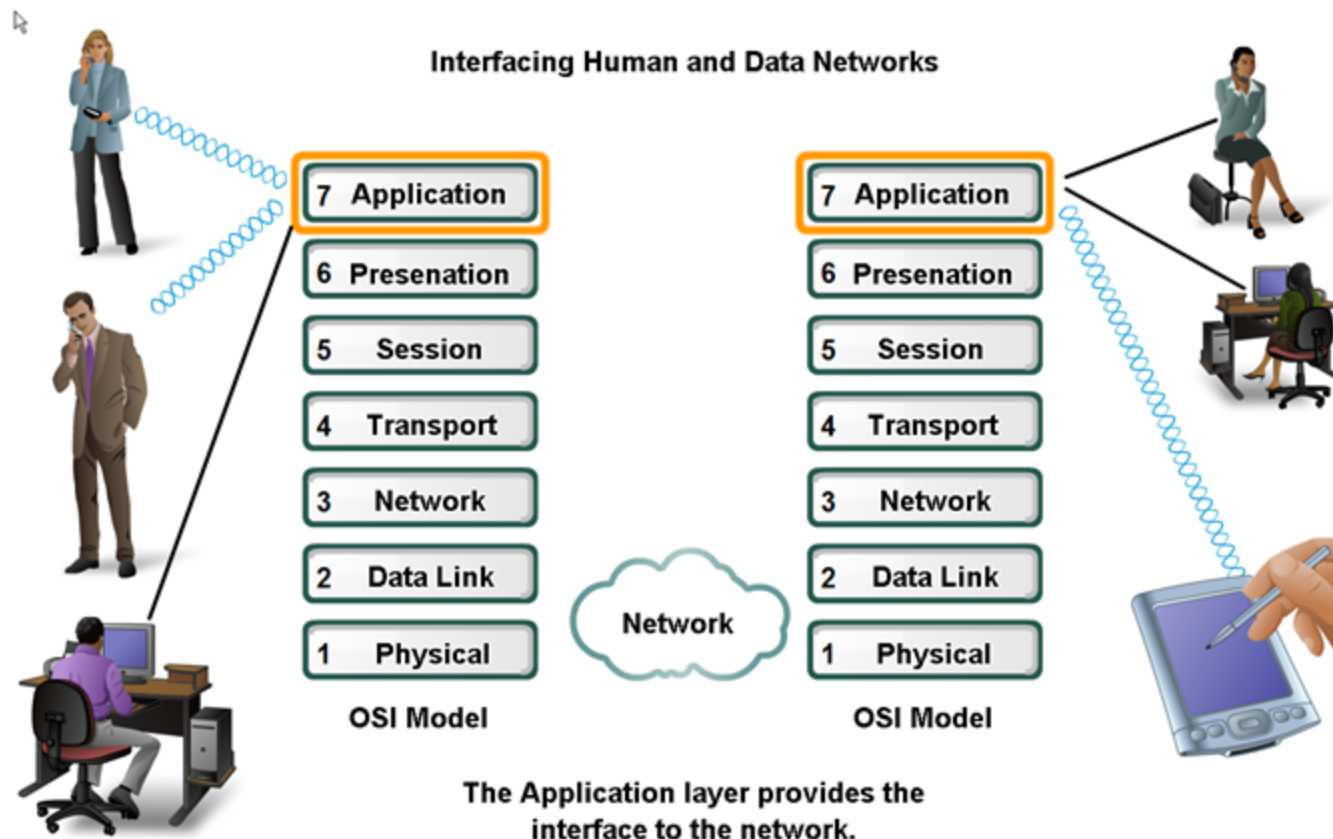 Interfacing Human and Data Networks
7 Application
6 Presenation
5 Session
4 Transport
3 Network
2 Data Link
1 Physical
OSI Model
Network
7 Application
6 Presenation
5 Session
4 Transport
3 Network
2 Data Link
1 Physical
OSI Model
The Application layer provides the
interface to the network.